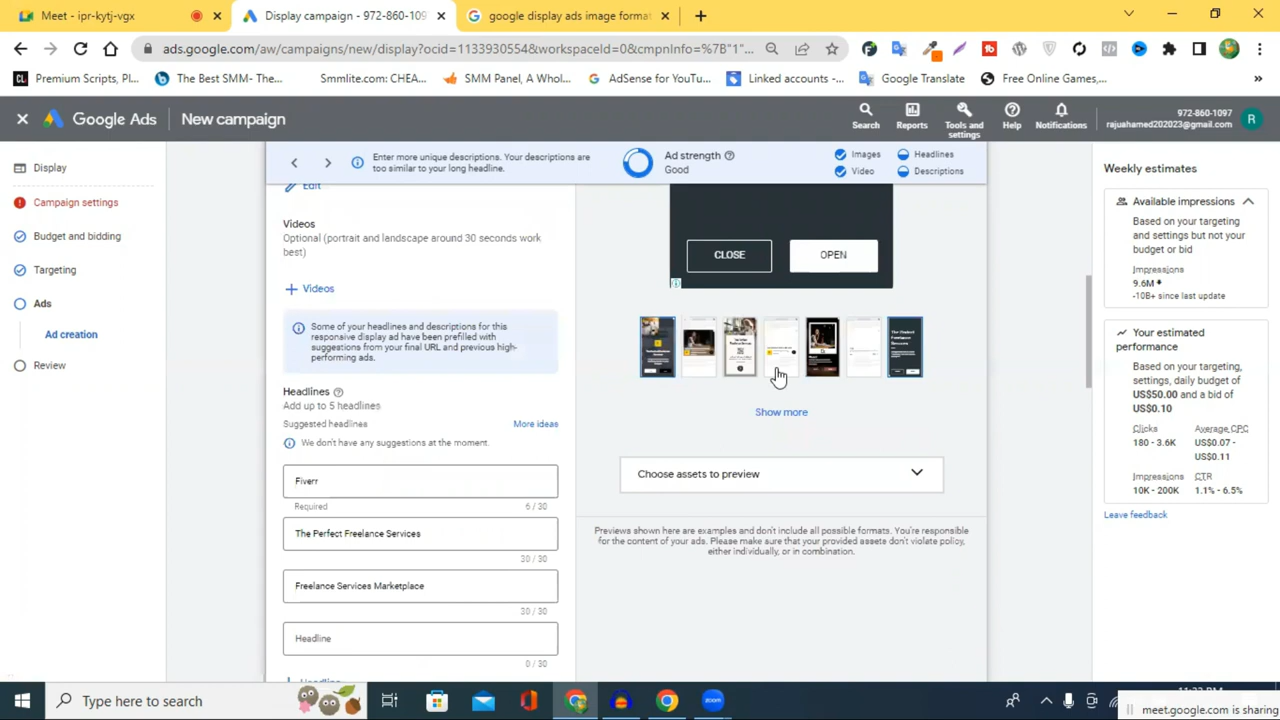 Meet - ipr-kytj-vgx
Display campaign - 972-860-109
google display ads image format
ads.google.com/aw/campaigns/new/display?ocid=1133930554&workspaceId=0&cmpnInfo=%7B"1"...
Premium Scripts, Pl...
The Best SMM- The...
Smmlite.com: CHEA...
SMM Panel, A Whol...
AdSense for YouTu...
Linked accounts -...
Google Translate
Free Online Games,...
Google Ads
New campaign
Search
Reports
Tools and settings
Help
Notifications
972-860-1097
rajuahamed202023@gmail.com
R
Display
Campaign settings
Budget and bidding
Targeting
Ads
Ad creation
Review
Enter more unique descriptions. Your descriptions are
too similar to your long headline.
Ad strength
Good
Images
Headlines
Video
Descriptions
Edit
Videos
Optional (portrait and landscape around 30 seconds work
best)
Videos
Some of your headlines and descriptions for this
responsive display ad have been prefilled with
suggestions from your final URL and previous high-
performing ads.
Headlines
Add up to 5 headlines
Suggested headlines
More ideas
We don't have any suggestions at the moment.
Fiverr
Required
6 / 30
The Perfect Freelance Services
30 / 30
Freelance Services Marketplace
30 / 30
Headline
0 / 30
Headline
CLOSE
OPEN
Show more
Choose assets to preview
Previews shown here are examples and don't include all possible formats. You're responsible
for the content of your ads. Please make sure that your provided assets don't violate policy,
either individually, or in combination.
Weekly estimates
Available impressions
Based on your targeting
and settings but not your
budget or bid
Impressions
9.6M
-10B+ since last update
Your estimated
performance
Based on your targeting,
settings, daily budget of
US$50.00 and a bid of
US$0.10
Clicks
180 - 3.6K
Average CPC
US$0.07 -
US$0.11
Impressions
10K - 200K
CTR
1.1% - 6.5%
Leave feedback
Type here to search
meet.google.com is sharing